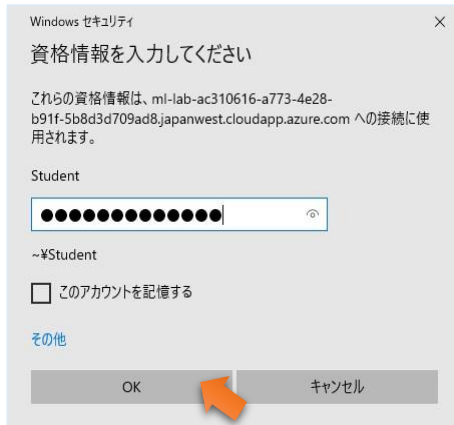 Windows セキュリティ
資格情報を入力してください
これらの資格情報は、ml-lab-ac310616-a773-4e28-
b91f-5b8d3d709ad8.japanwest.cloudapp.azure.com への接続に使
用されます。
Student
●●●●●●●●●●●●●
~¥Student
このアカウントを記憶する
その他
OK
キャンセル